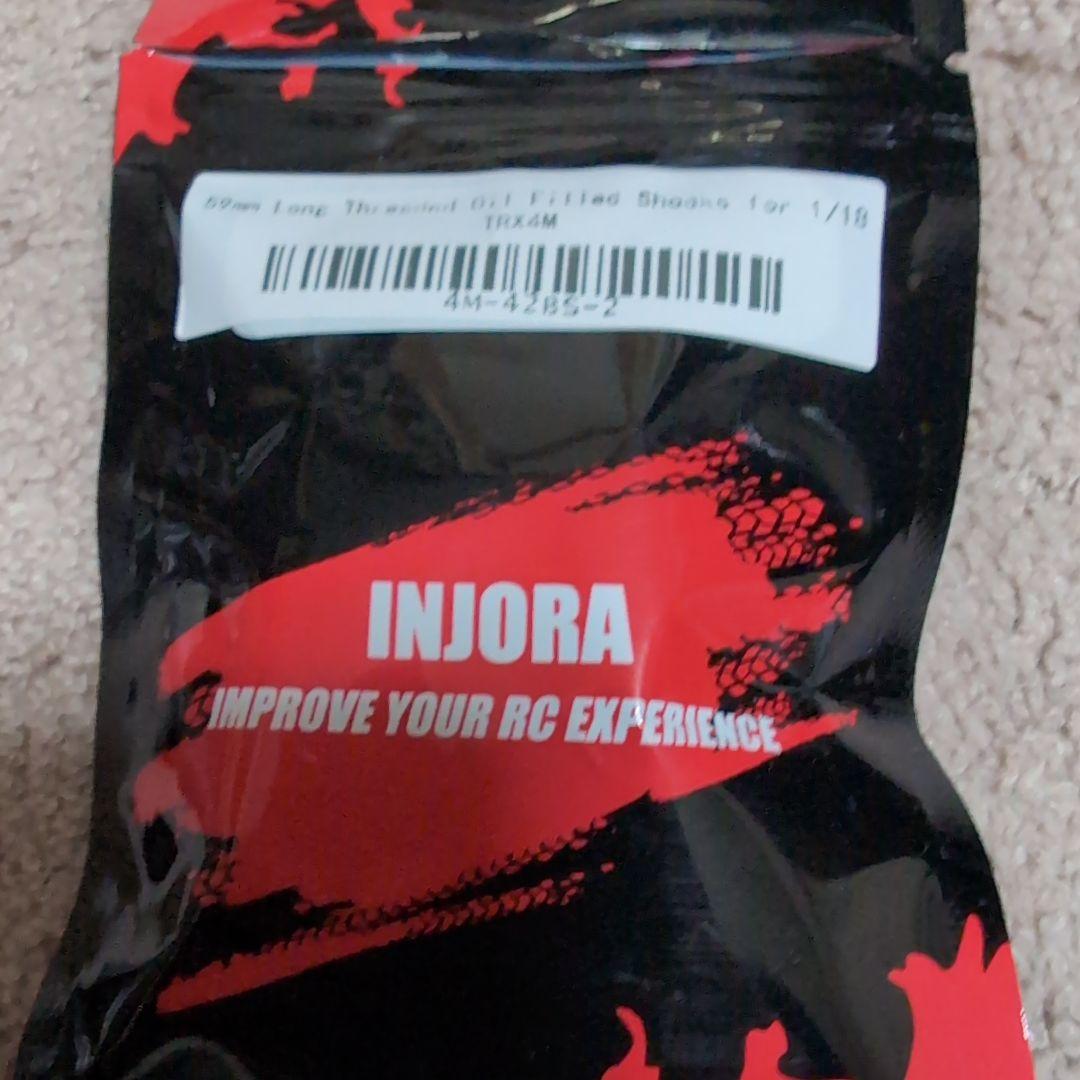 59mm Long Threaded Oil Filled Shocks for 1/18
TRX4M
4M-42BS-2
INJORA
IMPROVE YOUR RC EXPERIENCE